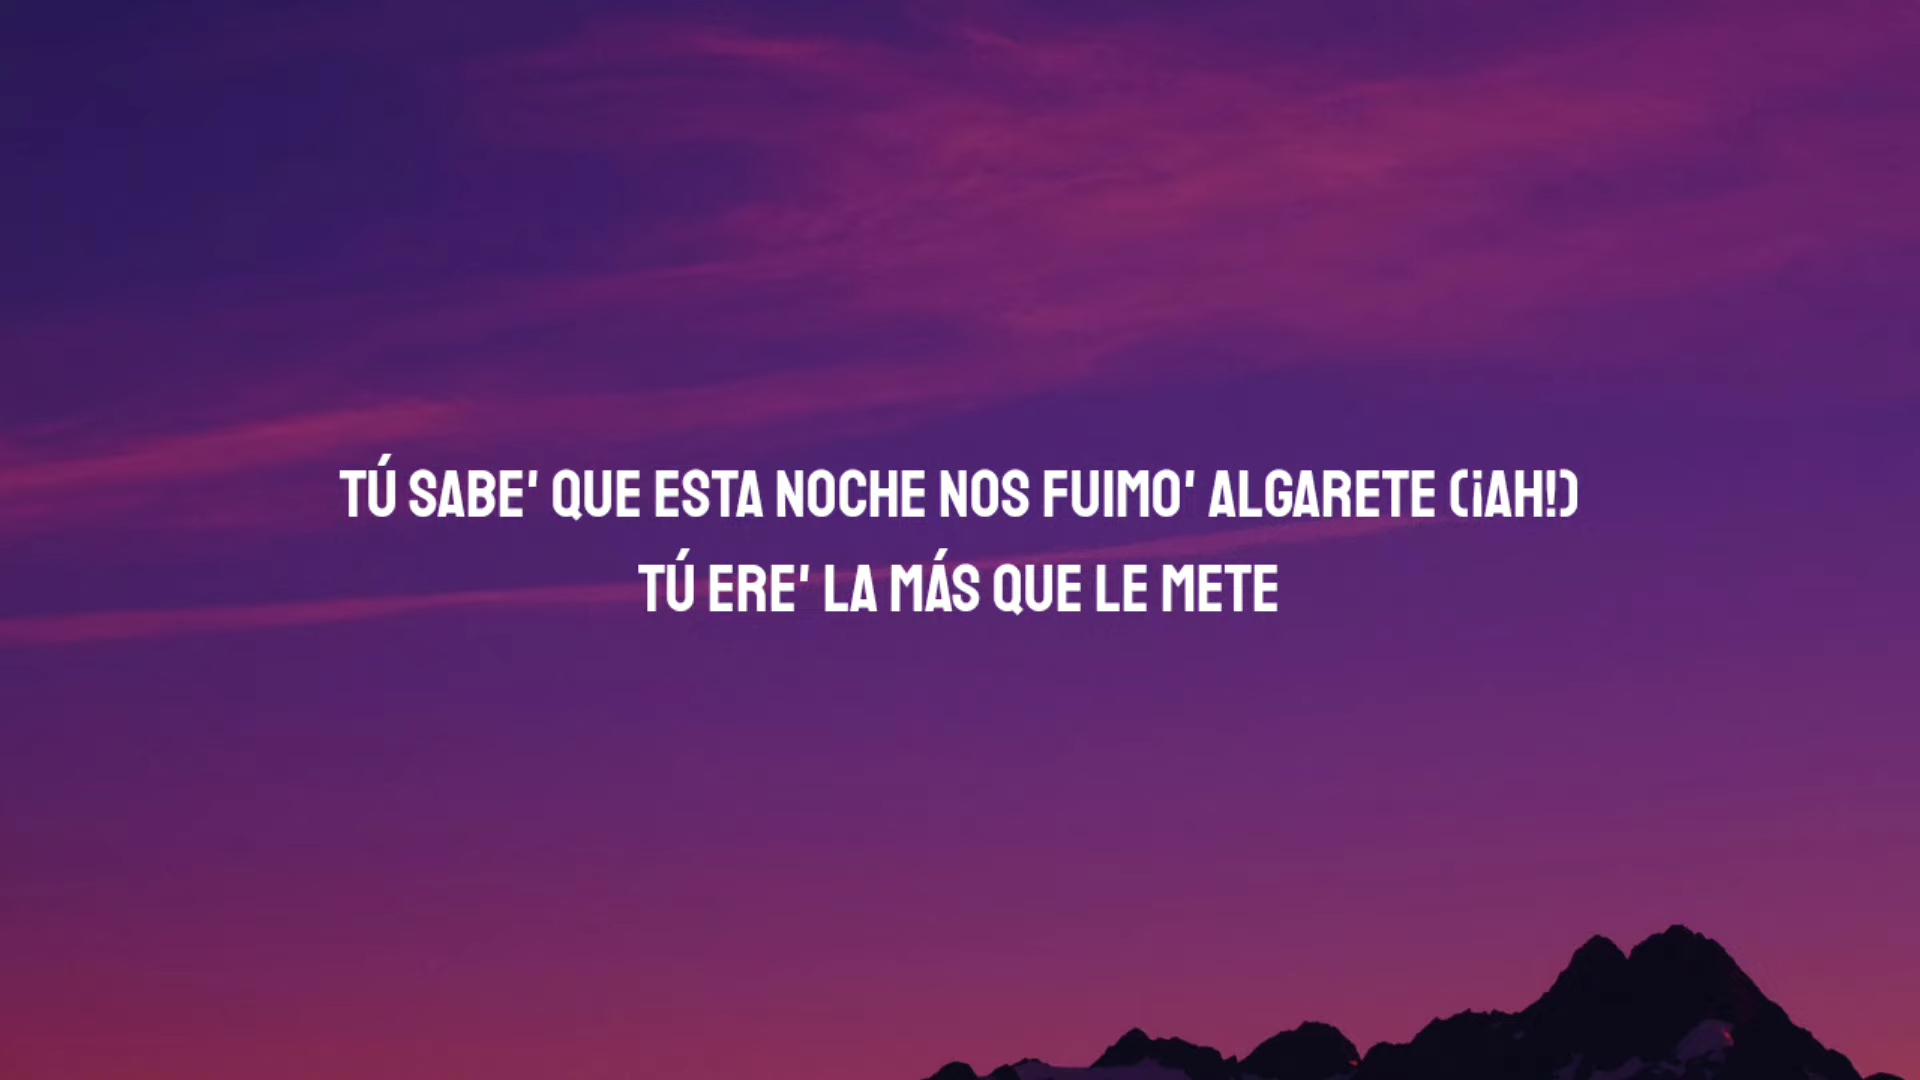 TÚ SABE' QUE ESTA NOCHE NOS FUIMO' ALGARETE (¡AH!)
TÚ ERE' LA MÁS QUE LE METE